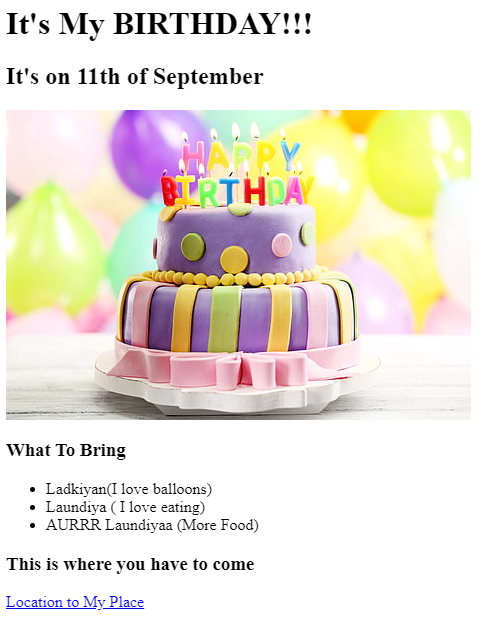 It's My BIRTHDAY!!!
It's on 11th of September
HAPPY
BIRTHDAY
What To Bring
Ladkiyan(I love balloons)
Laundiya ( I love eating)
AURRR Laundiyaa (More Food)
This is where you have to come
Location to My Place